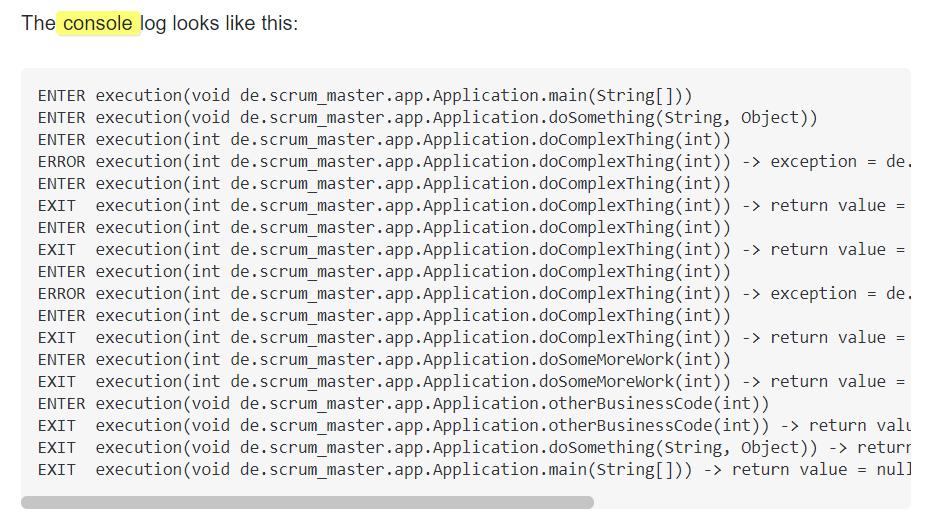 The console log looks like this:
ENTER execution(void de.scrum_master.app.Application.main(String[]))
ENTER execution(void de.scrum_master.app.Application.doSomething(String, Object))
ENTER execution(int de.scrum_master.app.Application.doComplexThing(int))
ERROR execution(int de.scrum_master.app.Application.doComplexThing(int)) -> exception = de.
ENTER execution(int de.scrum_master.app.Application.doComplexThing(int))
EXIT  execution(int de.scrum_master.app.Application.doComplexThing(int)) -> return value =
ENTER execution(int de.scrum_master.app.Application.doComplexThing(int))
EXIT  execution(int de.scrum_master.app.Application.doComplexThing(int)) -> return value =
ENTER execution(int de.scrum_master.app.Application.doComplexThing(int))
ERROR execution(int de.scrum_master.app.Application.doComplexThing(int)) -> exception = de.
ENTER execution(int de.scrum_master.app.Application.doComplexThing(int))
EXIT  execution(int de.scrum_master.app.Application.doComplexThing(int)) -> return value =
ENTER execution(int de.scrum_master.app.Application.doSomeMoreWork(int))
EXIT  execution(int de.scrum_master.app.Application.doSomeMoreWork(int)) -> return value =
ENTER execution(void de.scrum_master.app.Application.otherBusinessCode(int))
EXIT  execution(void de.scrum_master.app.Application.otherBusinessCode(int)) -> return valu
EXIT  execution(void de.scrum_master.app.Application.doSomething(String, Object)) -> return
EXIT  execution(void de.scrum_master.app.Application.main(String[])) -> return value = null